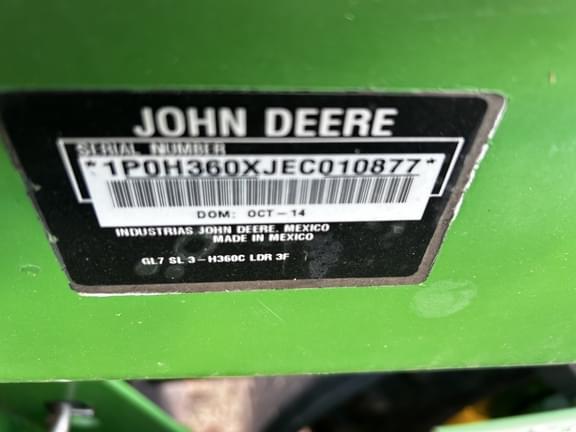 JOHN DEERE
SERIAL NUMBER
*1P0H360XJEC010877*
DOM: OCT-14
INDUSTRIAS JOHN DEERE, MEXICO
MADE IN MEXICO
GL7 SL 3-H360C LDR 3F